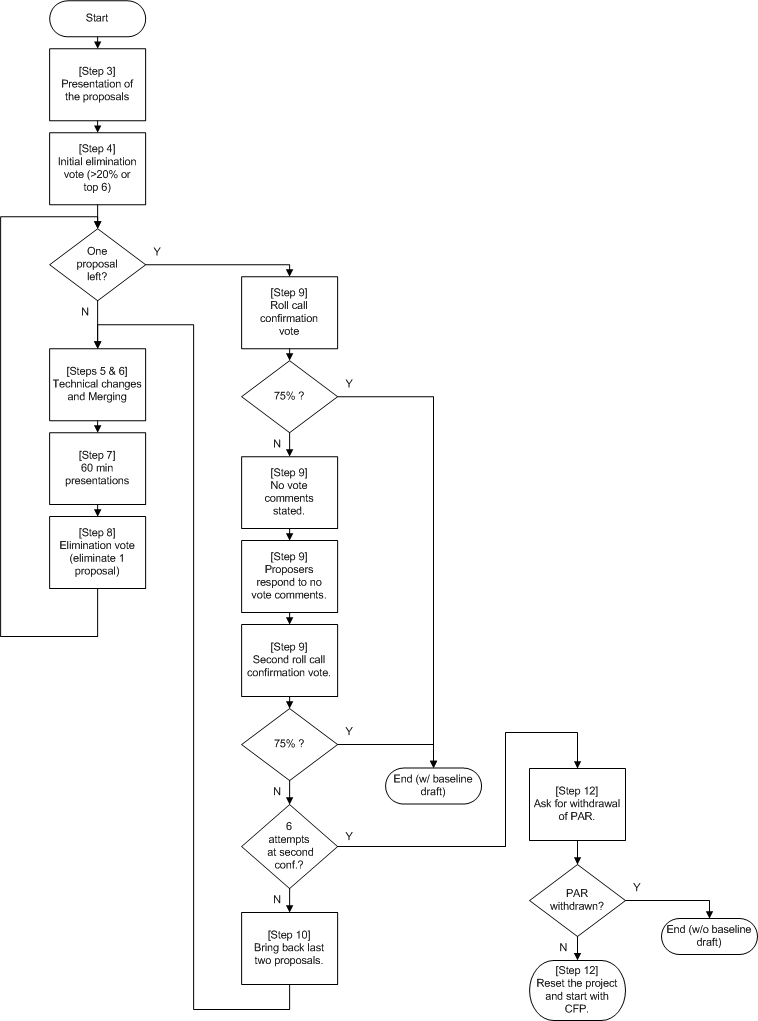 Start
[Step 3]
Presentation of
the proposals
[Step 4]
Initial elimination
vote (>20% or
top 6)
One
proposal
left?
Y
N
[Steps 5 & 6]
Technical changes
and Merging
[Step 7]
60 min
presentations
[Step 8]
Elimination vote
(eliminate 1
proposal)
[Step 9]
Roll call
confirmation
vote
75% ?
Y
N
[Step 9]
No vote
comments
stated.
[Step 9]
Proposers
respond to no
vote comments.
[Step 9]
Second roll call
confirmation vote.
75% ?
Y
N
End (w/ baseline
draft)
6
attempts
at second
conf.?
Y
N
[Step 10]
Bring back last
two proposals.
[Step 12]
Ask for withdrawal
of PAR.
PAR
withdrawn?
Y
N
End (w/o baseline
draft)
[Step 12]
Reset the project
and start with
CFP.